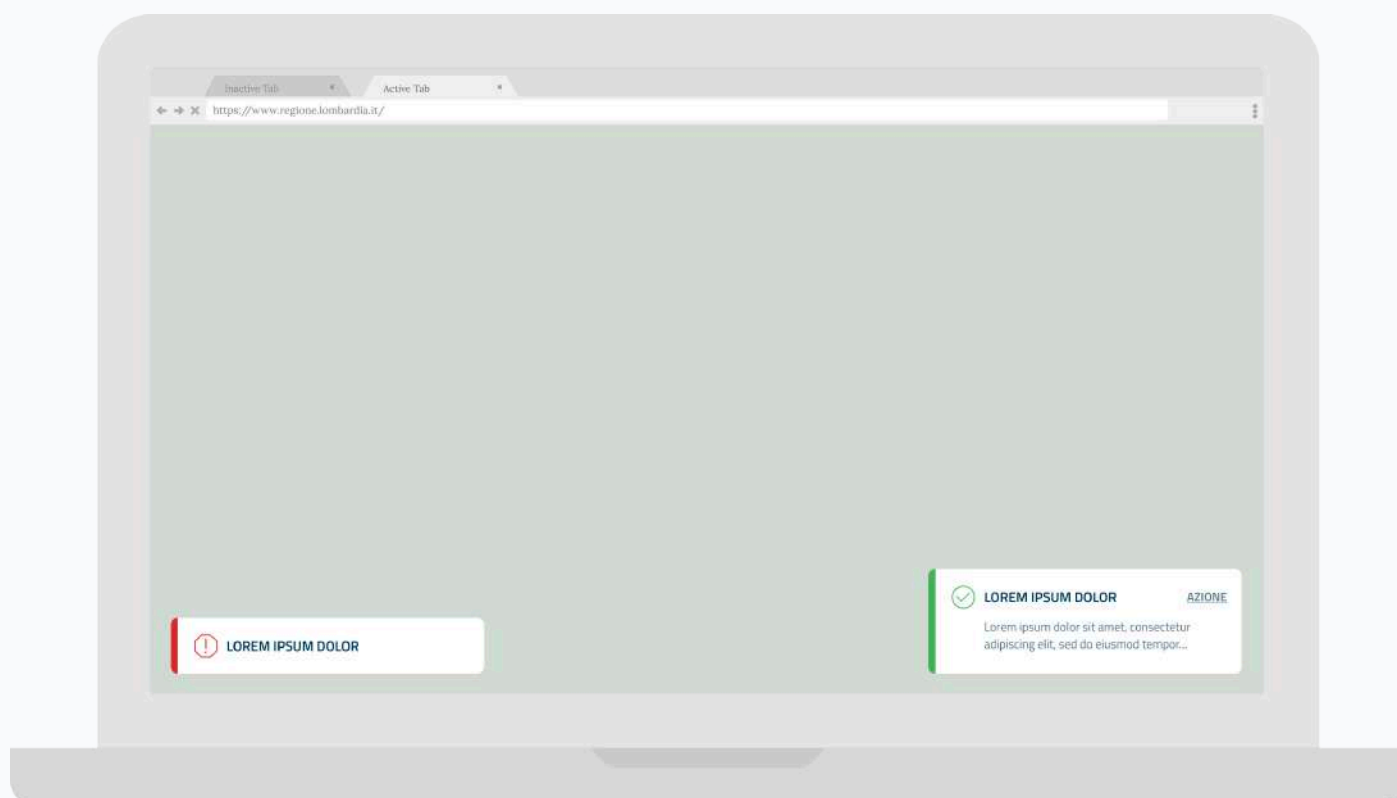 Inactive Tab
Active Tab
https://www.regione.lombardia.it/
LOREM IPSUM DOLOR
LOREM IPSUM DOLOR
AZIONE
Lorem ipsum dolor sit amet, consectetur
adipiscing elit, sed do eiusmod tempor...